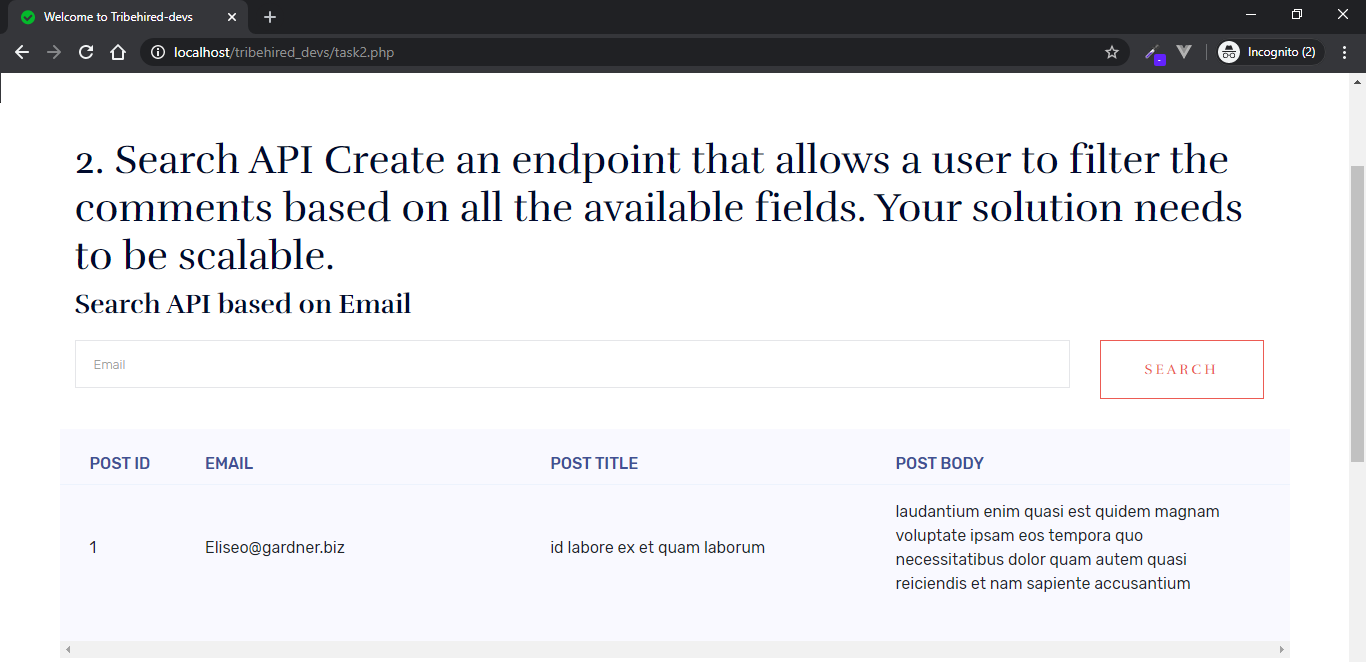 Welcome to Tribehired-devs
localhost/tribehired_devs/task2.php
Incognito (2)
2. Search API Create an endpoint that allows a user to filter the
comments based on all the available fields. Your solution needs
to be scalable.
Search API based on Email
Email
SEARCH
POST ID EMAIL POST TITLE POST BODY
1 Eliseo@gardner.biz id labore ex et quam laborum
laudantium enim quasi est quidem magnam
voluptate ipsam eos tempora quo
necessitatibus dolor quam autem quasi
reiciendis et nam sapiente accusantium